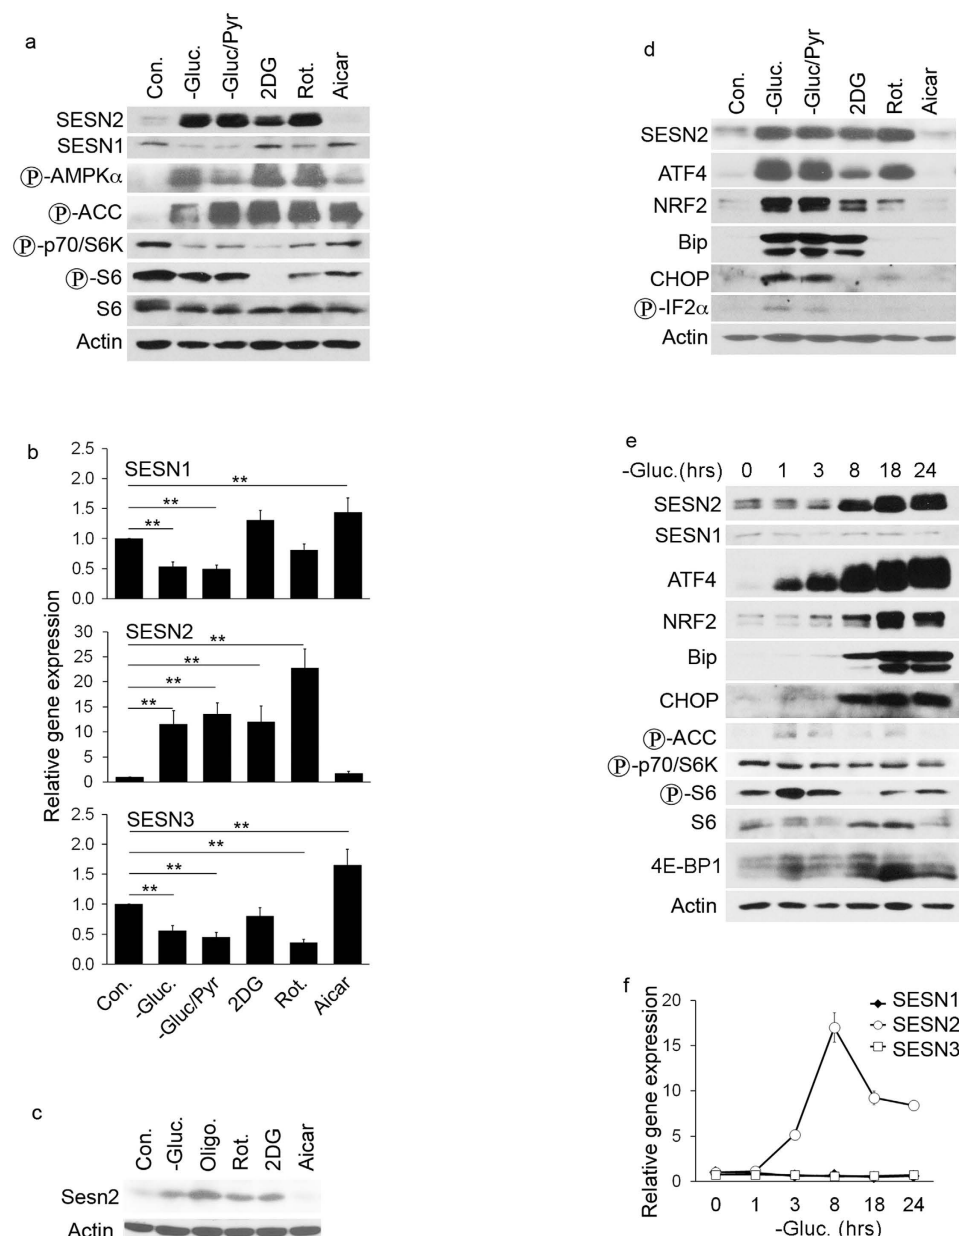 a
Con.
-Gluc.
-Gluc/Pyr
2DG
Rot.
Aicar
SESN2
SESN1
Ⓟ-AMPKα
Ⓟ-ACC
Ⓟ-p70/S6K
Ⓟ-S6
S6
Actin
b
Relative gene expression
SESN1
2.5
2.0
1.5
1.0
0.5
0.0
**
**
**
SESN2
30
25
20
15
10
5
0
**
**
**
**
SESN3
2.5
2.0
1.5
1.0
0.5
0.0
**
**
**
**
Con.
-Gluc.
-Gluc/Pyr
2DG
Rot.
Aicar
c
Con.
-Gluc.
Oligo.
Rot.
2DG
Aicar
Sesn2
Actin
d
Con.
-Gluc.
-Gluc/Pyr
2DG
Rot.
Aicar
SESN2
ATF4
NRF2
Bip
CHOP
Ⓟ-IF2α
Actin
e
-Gluc.(hrs) 0 1 3 8 18 24
SESN2
SESN1
ATF4
NRF2
Bip
CHOP
Ⓟ-ACC
Ⓟ-p70/S6K
Ⓟ-S6
S6
4E-BP1
Actin
f
Relative gene expression
20
15
10
5
0
SESN1
SESN2
SESN3
0 1 3 8 18 24
-Gluc. (hrs)